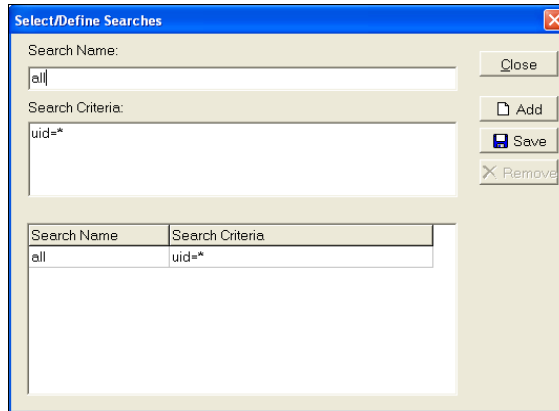 Select/Define Searches
Search Name:
all
Close
Search Criteria:
uid=*
Add
Save
Remove
Search Name Search Criteria
all uid=*